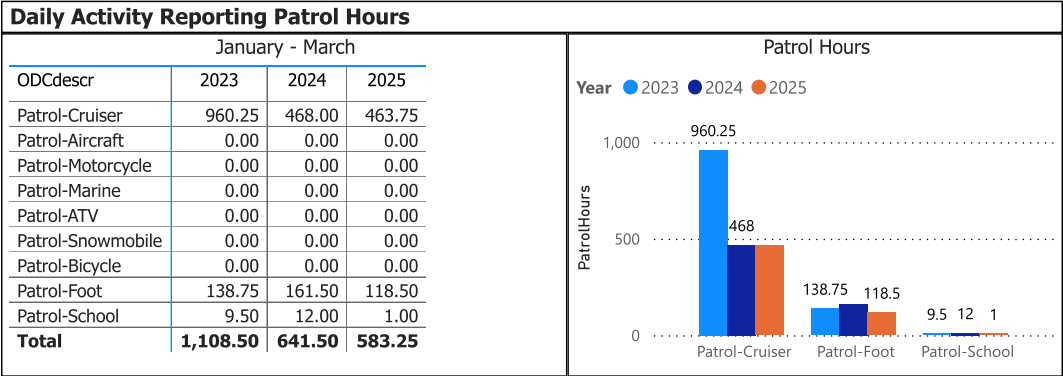 Daily Activity Reporting Patrol Hours
January - March
ODCdescr 2023 2024 2025
Patrol-Cruiser 960.25 468.00 463.75
Patrol-Aircraft 0.00 0.00 0.00
Patrol-Motorcycle 0.00 0.00 0.00
Patrol-Marine 0.00 0.00 0.00
Patrol-ATV 0.00 0.00 0.00
Patrol-Snowmobile 0.00 0.00 0.00
Patrol-Bicycle 0.00 0.00 0.00
Patrol-Foot 138.75 161.50 118.50
Patrol-School 9.50 12.00 1.00
Total 1,108.50 641.50 583.25
Patrol Hours
Year 2023 2024 2025
PatrolHours
1,000
500
0
960.25
468
138.75
118.5
9.5 12 1
Patrol-Cruiser Patrol-Foot Patrol-School